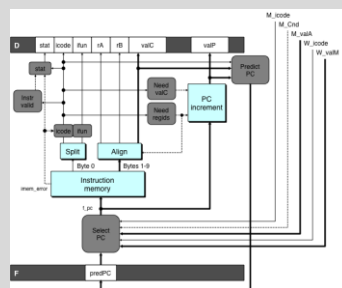 M_icode
M_Cnd
M_valA
W_icode
W_valM
D stat icode ifun rA rB valC valP
stat
Predict
PC
Instr
valid
Need
valC
Need
regids
PC
increment
icode ifun
Split
Align
Byte 0
Bytes 1-9
imem_error
Instruction
memory
f_pc
Select
PC
F predPC